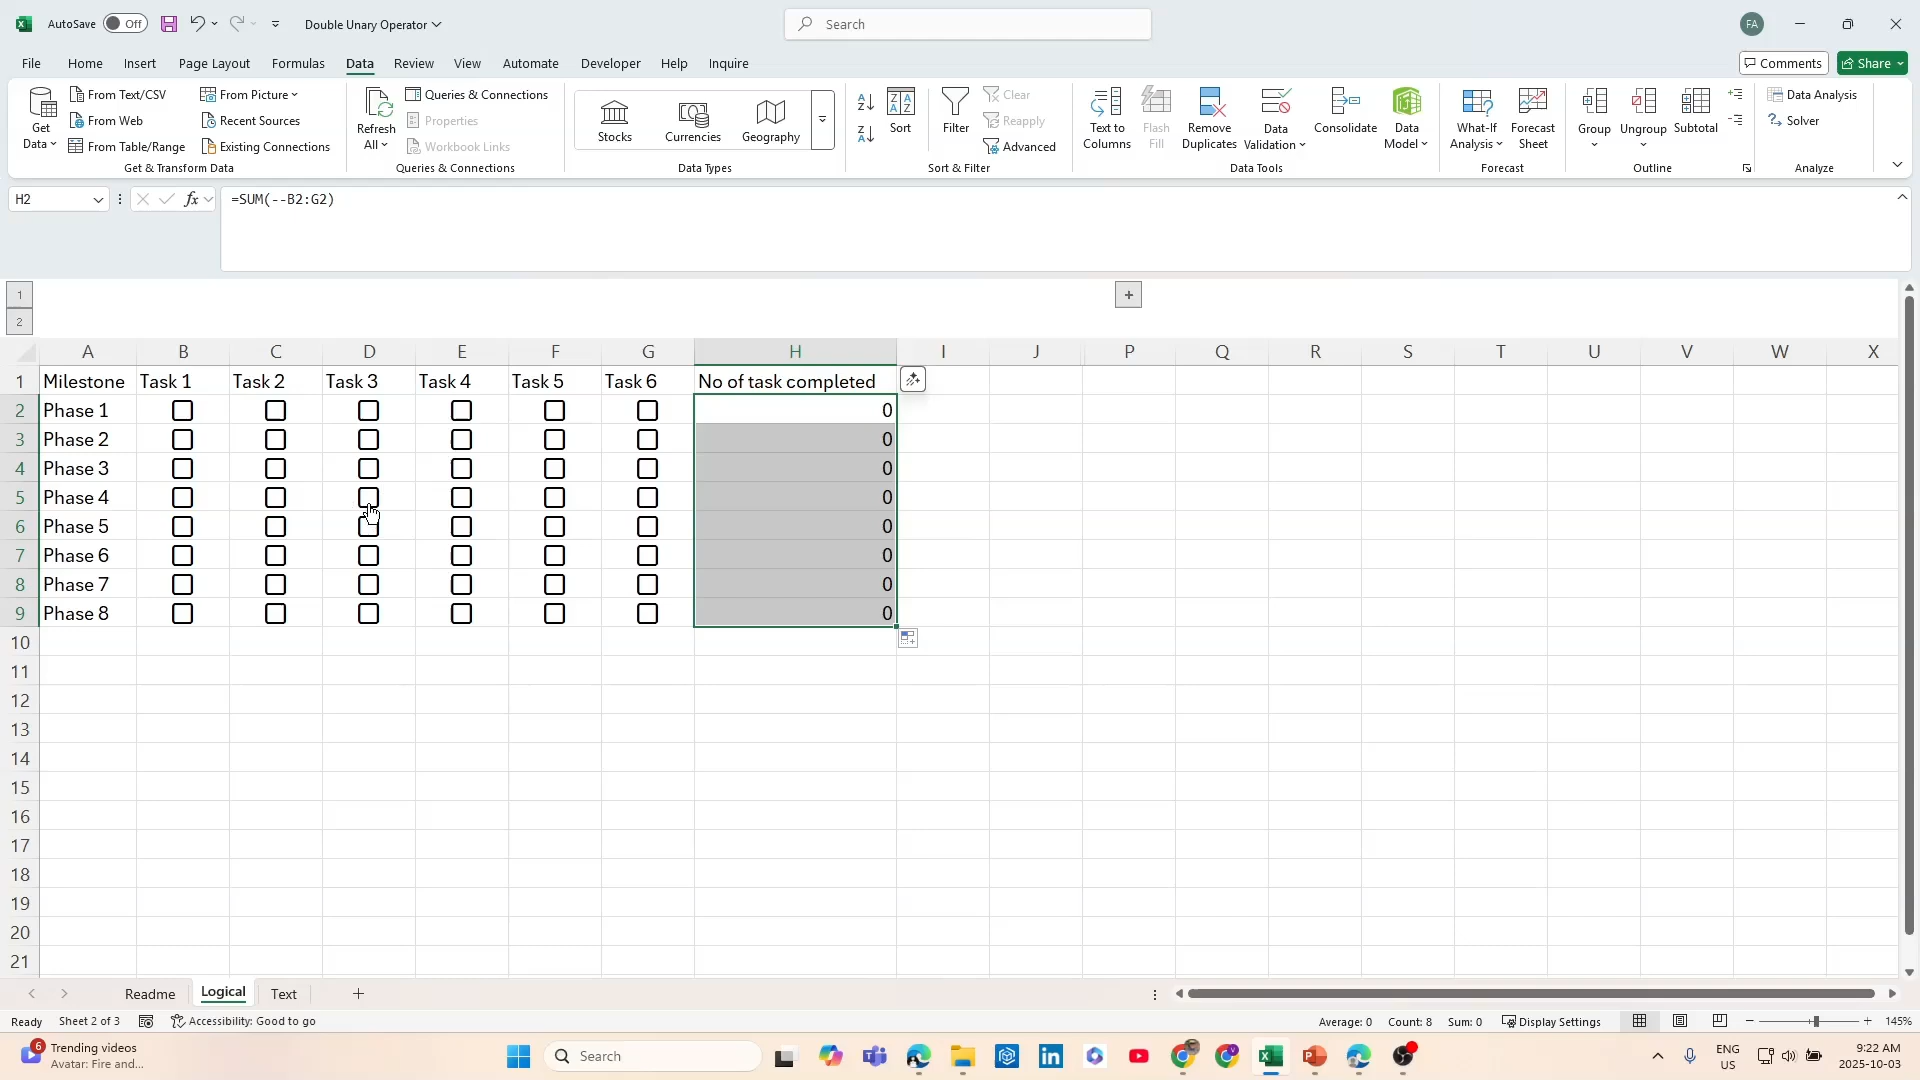 AutoSave Off Double Unary Operator Search FA
File Home Insert Page Layout Formulas Data Review View Automate Developer Help Inquire Comments Share
Get Data
From Text/CSV
From Web
From Table/Range
From Picture
Recent Sources
Existing Connections
Get & Transform Data
Refresh All
Queries & Connections
Properties
Workbook Links
Queries & Connections
Stocks Currencies Geography
Data Types
Sort
Filter
Clear
Reapply
Advanced
Sort & Filter
Text to Columns
Flash Fill
Remove Duplicates
Data Validation
Consolidate
Data Model
Data Tools
What-If Analysis
Forecast Sheet
Forecast
Group
Ungroup
Subtotal
Outline
Data Analysis
Solver
Analyze
H2 fx =SUM(--B2:G2)
1
2
A B C D E F G H I J P Q R S T U V W X
1 Milestone Task 1 Task 2 Task 3 Task 4 Task 5 Task 6 No of task completed
2 Phase 1 0
3 Phase 2 0
4 Phase 3 0
5 Phase 4 0
6 Phase 5 0
7 Phase 6 0
8 Phase 7 0
9 Phase 8 0
10
11
12
13
14
15
16
17
18
19
20
21
Readme Logical Text
Ready Sheet 2 of 3 Accessibility: Good to go Average: 0 Count: 8 Sum: 0 Display Settings 145%
6 Trending videos
Avatar: Fire and...
Search
ENG
US
9:22 AM
2025-10-03